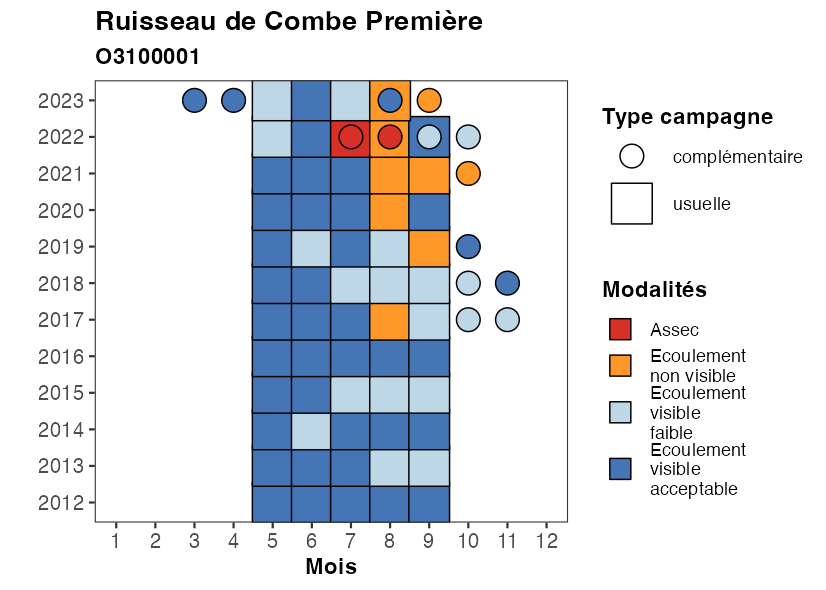 Ruisseau de Combe Première
O3100001
2023
2022
2021
2020
2019
2018
2017
2016
2015
2014
2013
2012
1 2 3 4 5 6 7 8 9 10 11 12
Mois
Type campagne
complémentaire
usuelle
Modalités
Assec
Ecoulement
non visible
Ecoulement
visible
faible
Ecoulement
visible
acceptable